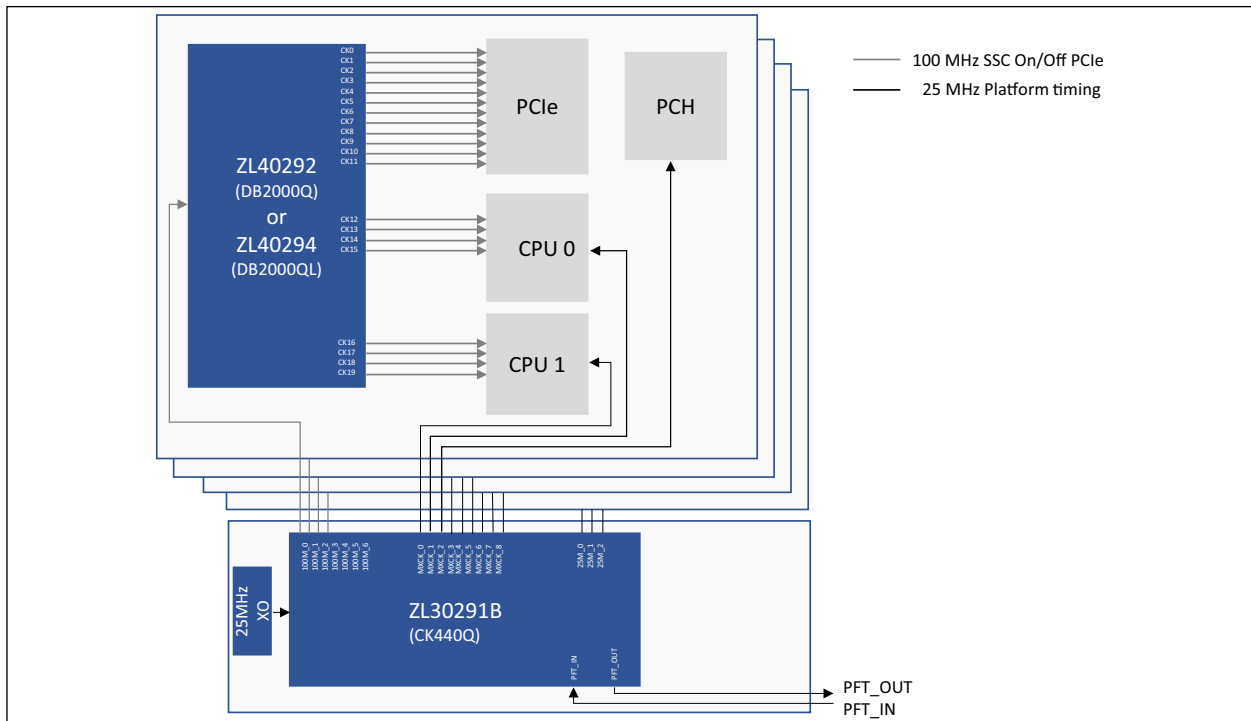 CK0
CK1
CK2
CK3
CK4
CK5
CK6
CK7
CK8
CK9
CK10
CK11
ZL40292
(DB2000Q)
or
ZL40294
(DB2000QL)
CK12
CK13
CK14
CK15
CK16
CK17
CK18
CK19
PCIe
PCH
CPU 0
CPU 1
100 MHz SSC On/Off PCIe
25 MHz Platform timing
100M_0
100M_1
100M_2
100M_3
100M_4
100M_5
100M_6
MXCK_0
MXCK_1
MXCK_2
MXCK_3
MXCK_4
MXCK_5
MXCK_6
MXCK_7
MXCK_8
25M_0
25M_1
25M_2
25MHz
XO
ZL30291B
(CK440Q)
PFT_IN
PFT_OUT
PFT_OUT
PFT_IN